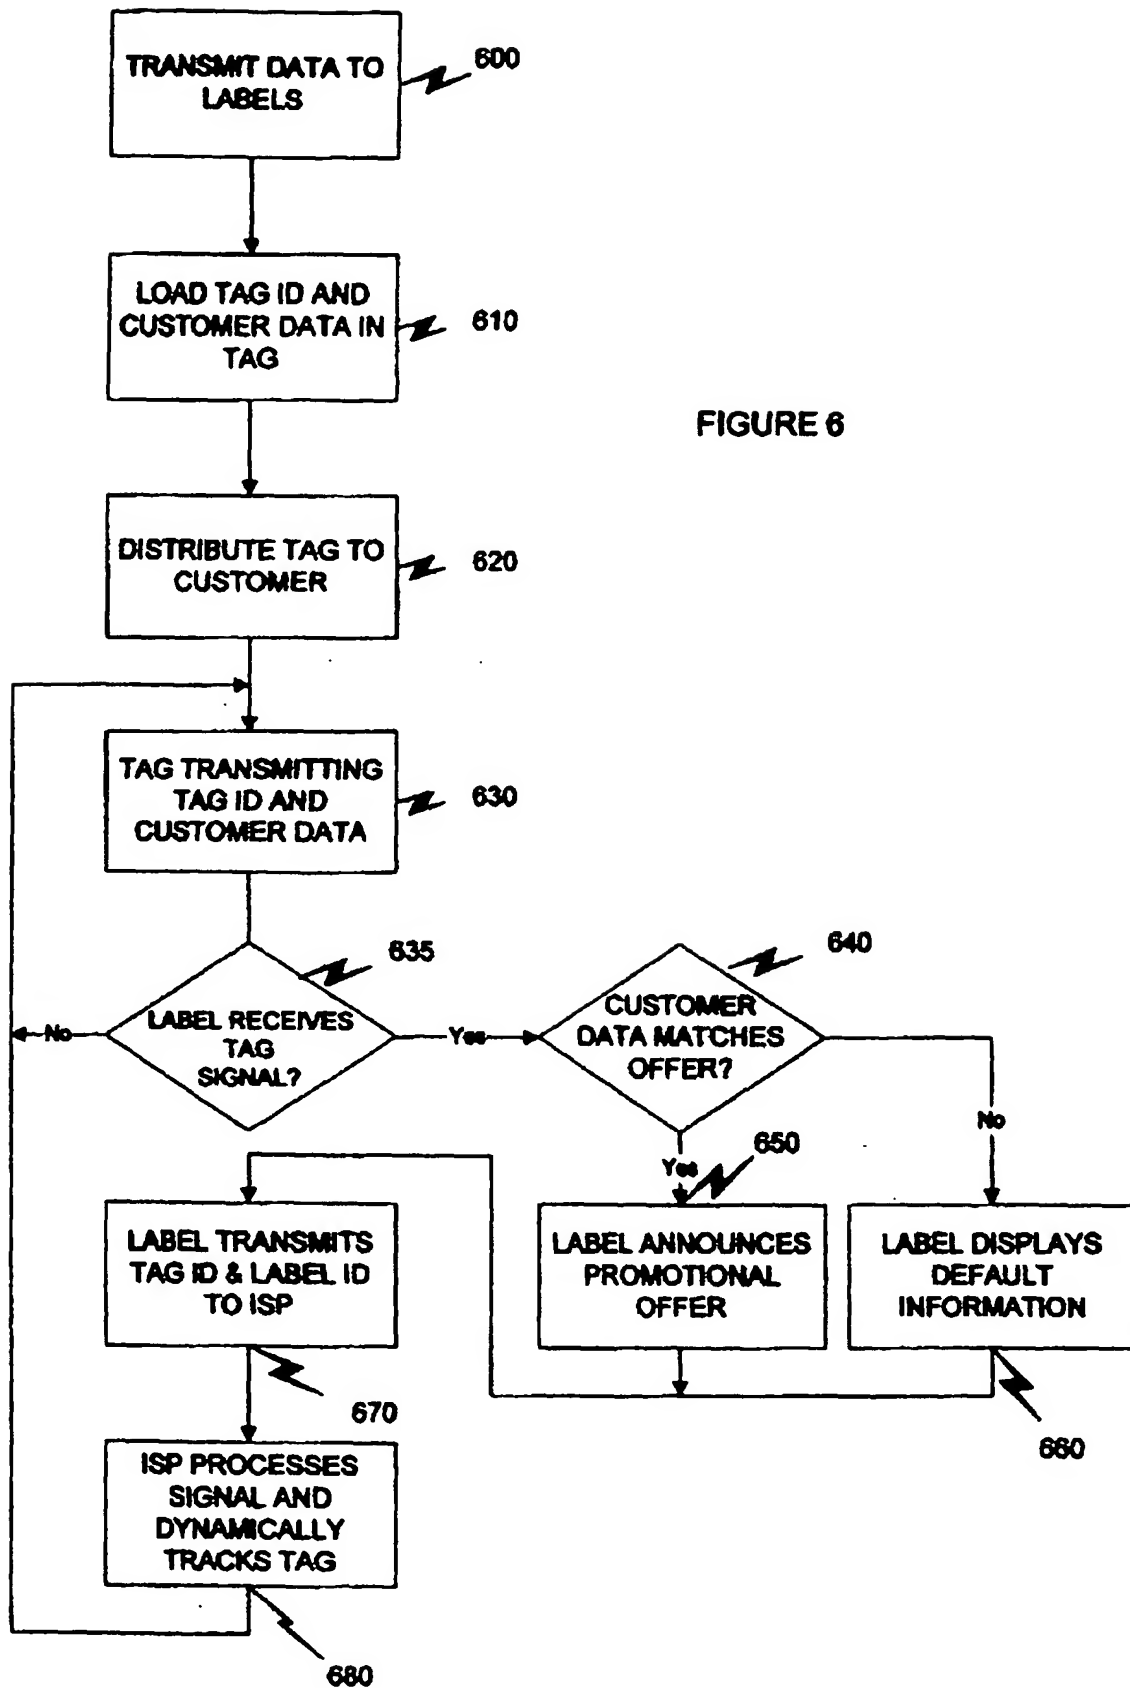 TRANSMIT DATA TO
LABELS
600
LOAD TAG ID AND
CUSTOMER DATA IN
TAG
610
FIGURE 6
DISTRIBUTE TAG TO
CUSTOMER
620
TAG TRANSMITTING
TAG ID AND
CUSTOMER DATA
630
635
LABEL RECEIVES
TAG
SIGNAL?
No
Yes
640
CUSTOMER
DATA MATCHES
OFFER?
No
Yes
650
LABEL TRANSMITS
TAG ID & LABEL ID
TO ISP
670
LABEL ANNOUNCES
PROMOTIONAL
OFFER
LABEL DISPLAYS
DEFAULT
INFORMATION
660
ISP PROCESSES
SIGNAL AND
DYNAMICALLY
TRACKS TAG
680